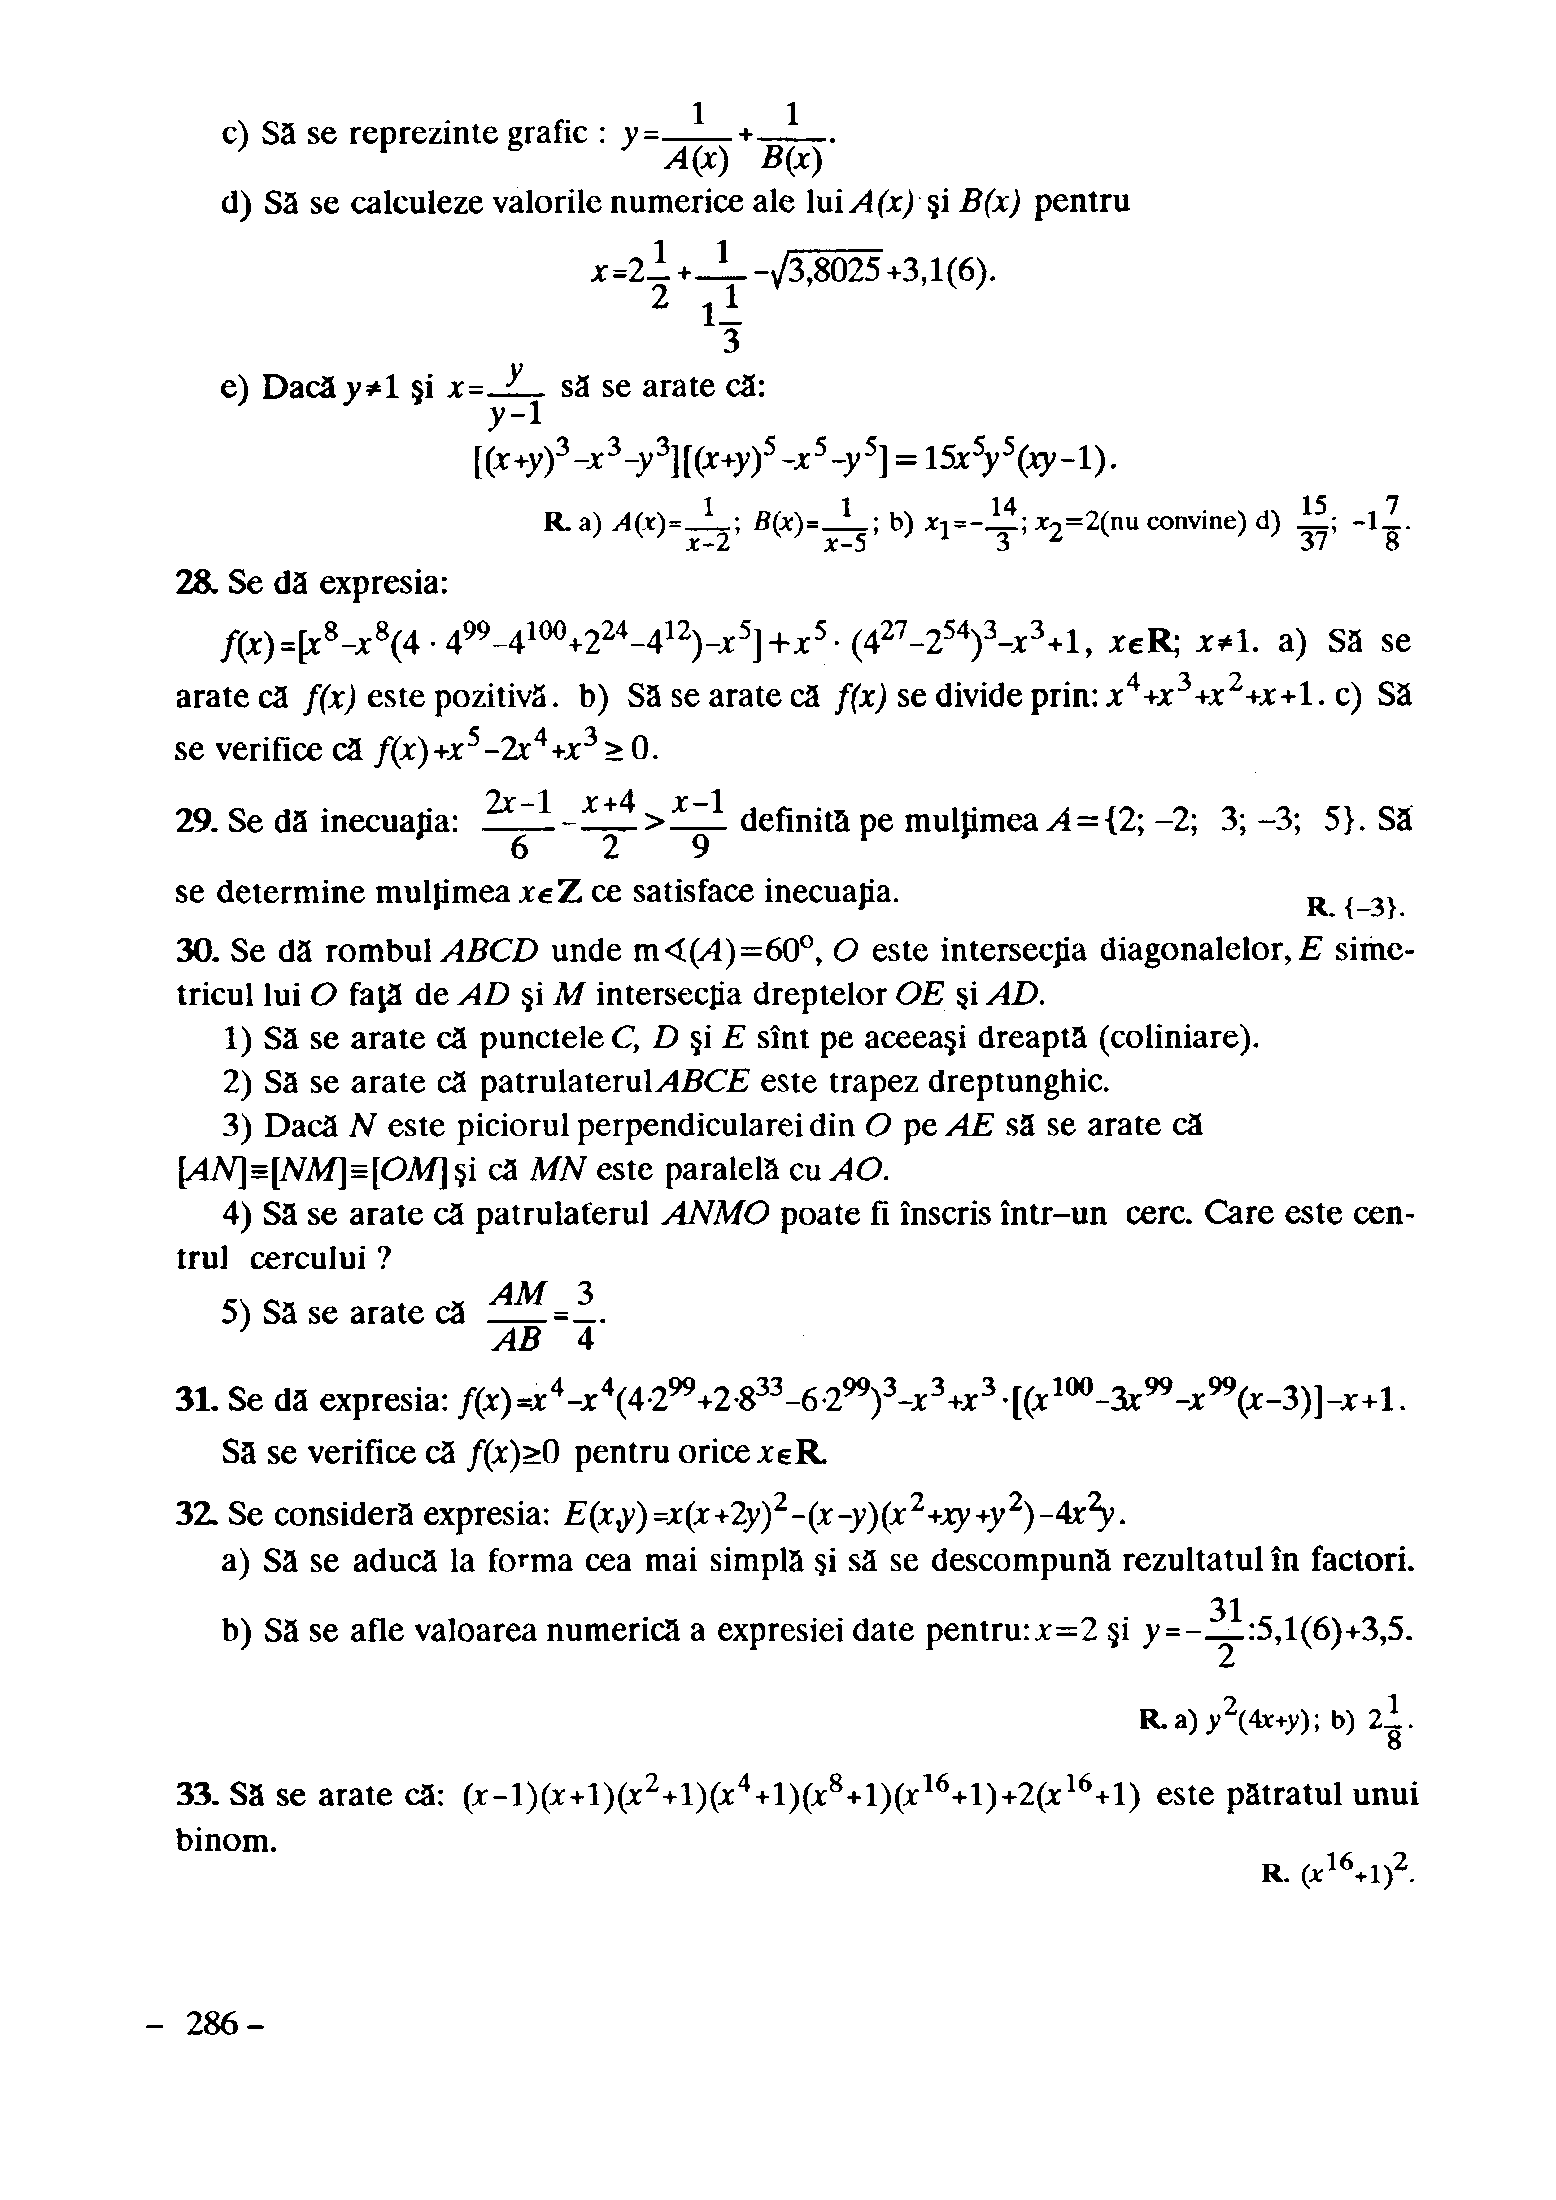 c) Să se reprezinte grafic : y = 1/A(x) + 1/B(x).
d) Să se calculeze valorile numerice ale lui A(x) şi B(x) pentru
x=2 1/2 + 1/(1 1/3) - √3,8025 + 3,1(6).
e) Dacă y≠1 şi x= y/(y-1) să se arate că:
[(x+y)³-x³-y³][(x+y)⁵-x⁵-y⁵] = 15x⁵y⁵(xy-1).
R. a) A(x)= 1/(x-2); B(x)= 1/(x-5); b) x₁=- 14/3; x₂=2(nu convine) d) 15/37; -1 7/8.
28. Se dă expresia:
f(x)=[x⁸-x⁸(4 · 4⁹⁹-4¹⁰⁰+2²⁴-4¹²)-x⁵]+x⁵· (4²⁷-2⁵⁴)³-x³+1, x∈R; x≠1. a) Să se
arate că f(x) este pozitivă. b) Să se arate că f(x) se divide prin: x⁴+x³+x²+x+1. c) Să
se verifice că f(x)+x⁵-2x⁴+x³ ≥ 0.
29. Se dă inecuaţia: (2x-1)/6 - (x+4)/2 > (x-1)/9 definită pe mulţimea A={2; -2; 3; -3; 5}. Să
se determine mulţimea x∈Z ce satisface inecuaţia.
R. {-3}.
30. Se dă rombul ABCD unde m∢(A)=60°, O este intersecţia diagonalelor, E sime-
tricul lui O faţă de AD şi M intersecţia dreptelor OE şi AD.
1) Să se arate că punctele C, D şi E sînt pe aceeaşi dreaptă (coliniare).
2) Să se arate că patrulaterul ABCE este trapez dreptunghic.
3) Dacă N este piciorul perpendicularei din O pe AE să se arate că
[AN]≡[NM]≡[OM] şi că MN este paralelă cu AO.
4) Să se arate că patrulaterul ANMO poate fi înscris într-un cerc. Care este cen-
trul cercului ?
5) Să se arate că AM/AB = 3/4.
31. Se dă expresia: f(x)=x⁴-x⁴(4·2⁹⁹+2·8³³-6·2⁹⁹)³-x³+x³·[(x¹⁰⁰-3x⁹⁹-x⁹⁹(x-3)]-x+1.
Să se verifice că f(x)≥0 pentru orice x∈R.
32. Se consideră expresia: E(x,y)=x(x+2y)²-(x-y)(x²+xy+y²)-4x²y.
a) Să se aducă la forma cea mai simplă şi să se descompună rezultatul în factori.
b) Să se afle valoarea numerică a expresiei date pentru: x=2 şi y=- 31/2 :5,1(6)+3,5.
R. a) y²(4x+y); b) 2 1/8.
33. Să se arate că: (x-1)(x+1)(x²+1)(x⁴+1)(x⁸+1)(x¹⁶+1)+2(x¹⁶+1) este pătratul unui
binom.
R. (x¹⁶+1)².
- 286 -